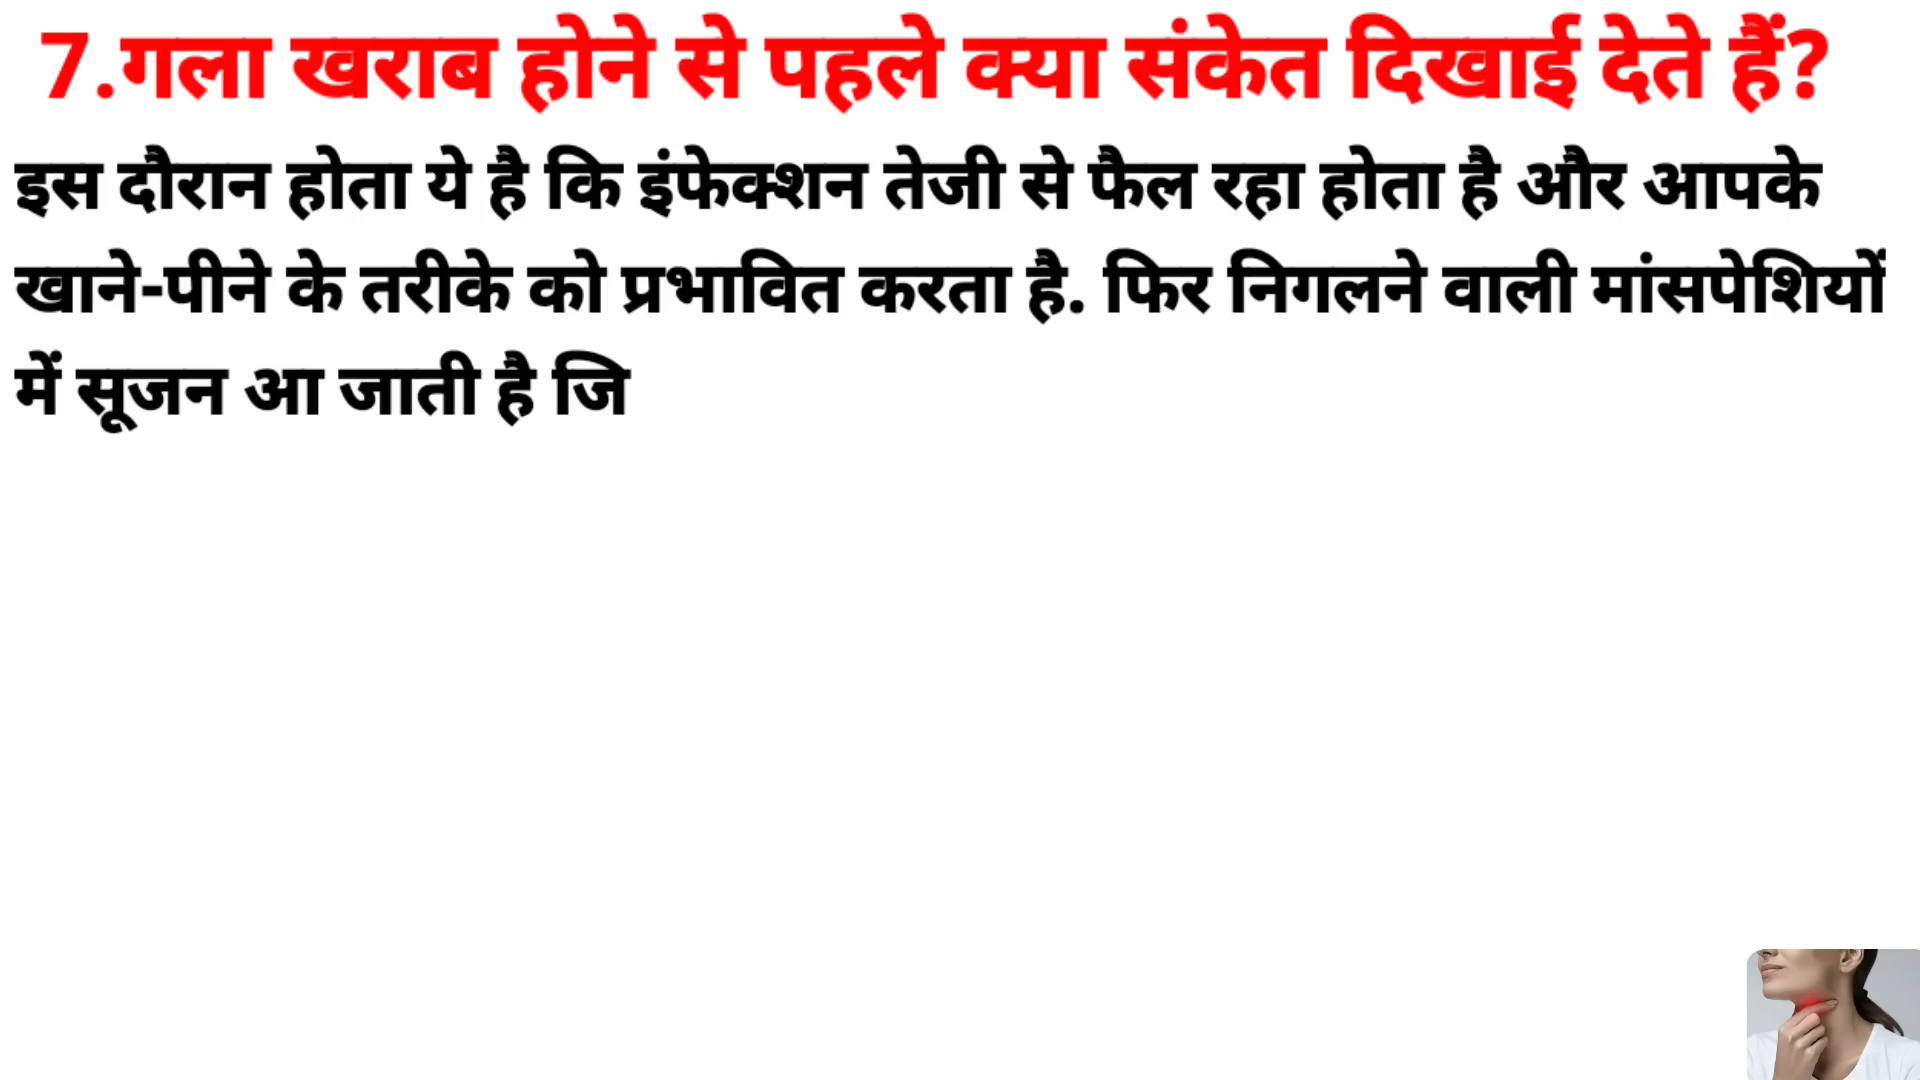 7.गला खराब होने से पहले क्या संकेत दिखाई देते हैं?
इस दौरान होता ये है कि इंफेक्शन तेजी से फैल रहा होता है और आपके
खाने-पीने के तरीके को प्रभावित करता है. फिर निगलने वाली मांसपेशियों
में सूजन आ जाती है जि